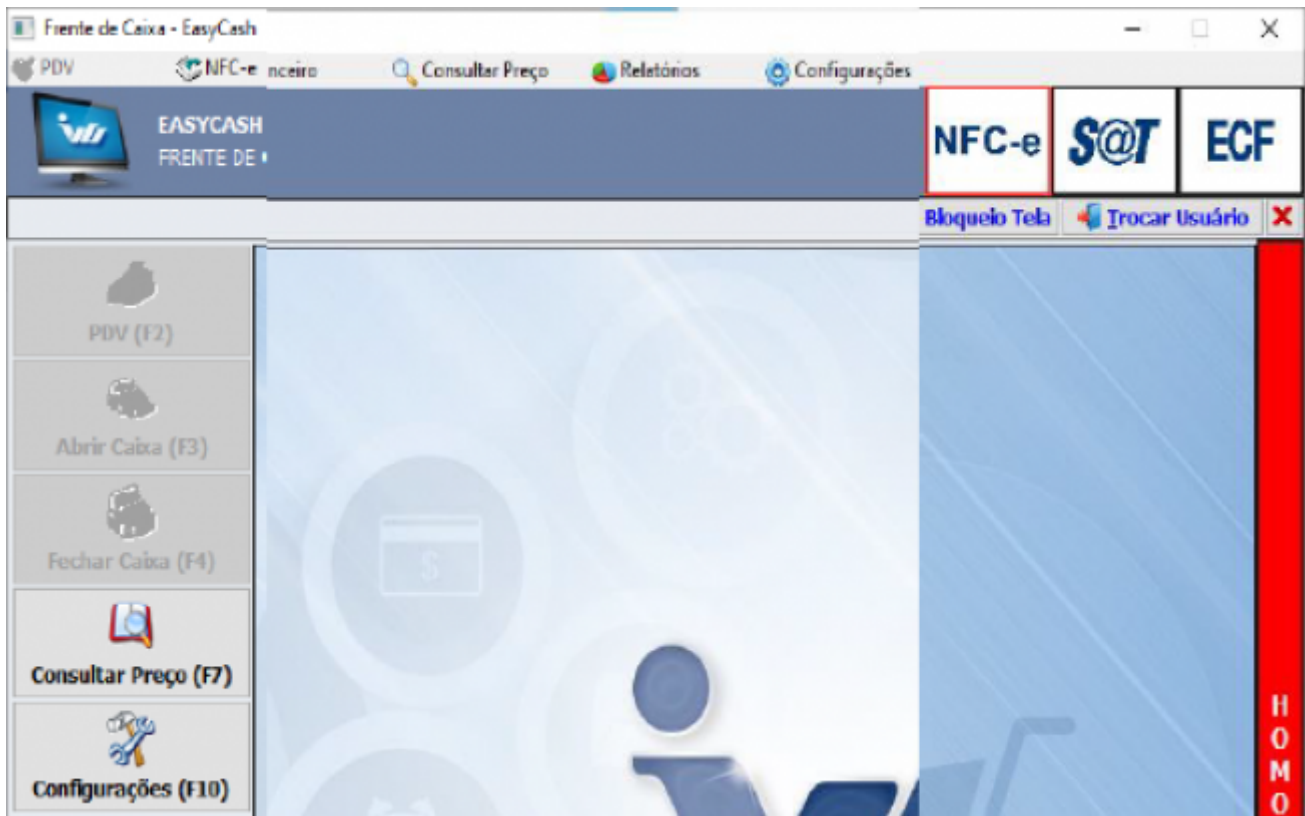 Frente de Caixa - EasyCash
PDV NFC-e nceiro Consultar Preço Relatórios Configurações
EASYCASH
FRENTE DE
NFC-e S@T ECF
Bloqueio Tela Trocar Usuário
PDV (F2)
Abrir Caixa (F3)
Fechar Caixa (F4)
$
Consultar Preço (F7)
Configurações (F10)
H
O
M
O